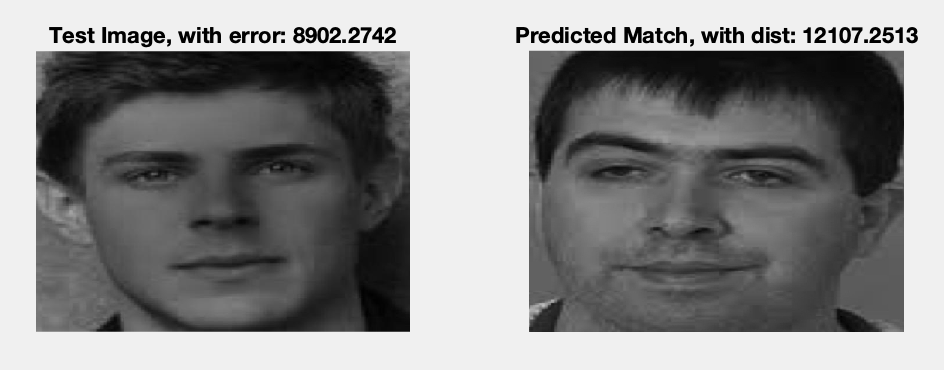 Test Image, with error: 8902.2742
Predicted Match, with dist: 12107.2513